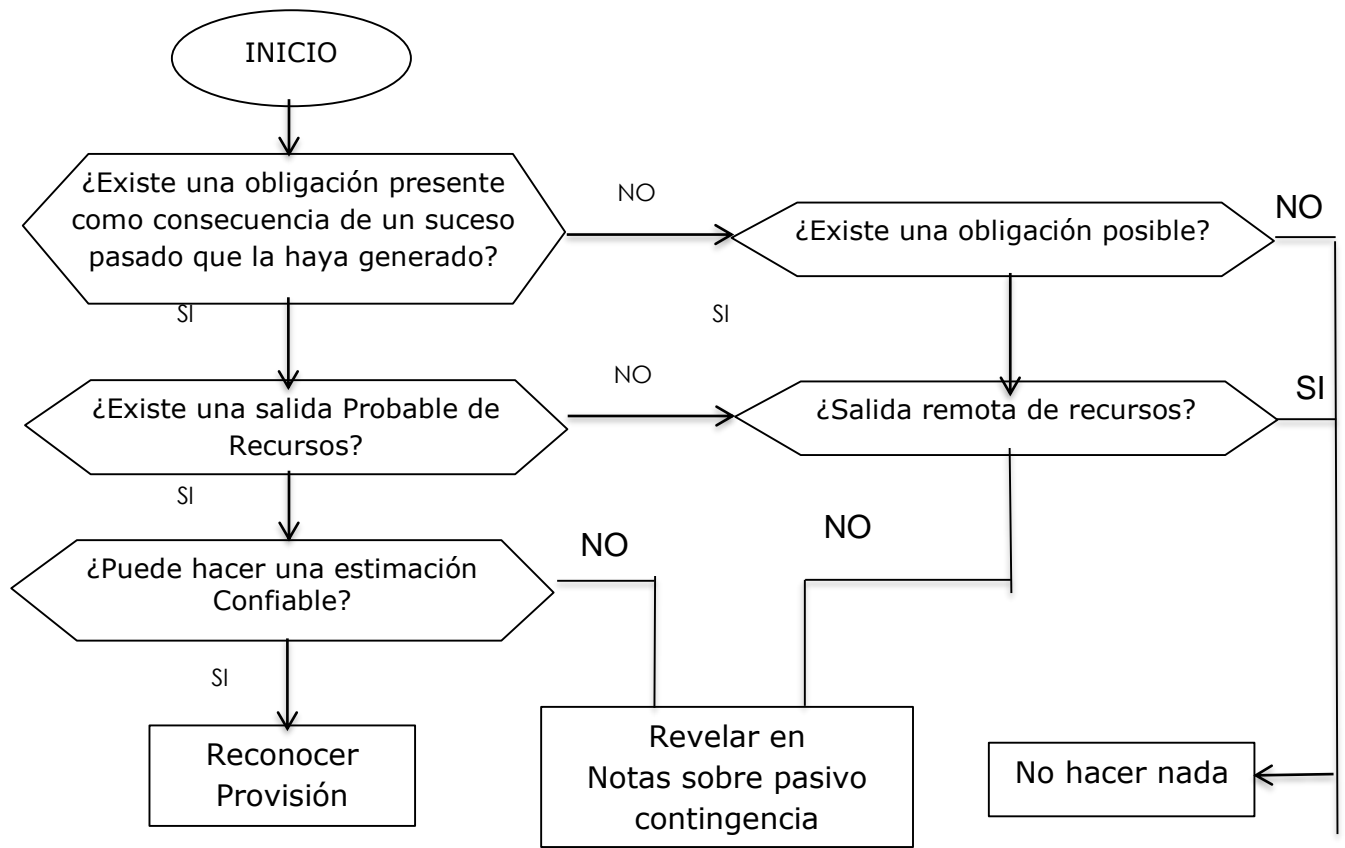 INICIO
¿Existe una obligación presente
como consecuencia de un suceso
pasado que la haya generado?
NO
¿Existe una obligación posible?
NO
SI
SI
¿Existe una salida Probable de
Recursos?
NO
¿Salida remota de recursos?
SI
SI
¿Puede hacer una estimación
Confiable?
NO
NO
SI
Reconocer
Provisión
Revelar en
Notas sobre pasivo
contingencia
No hacer nada